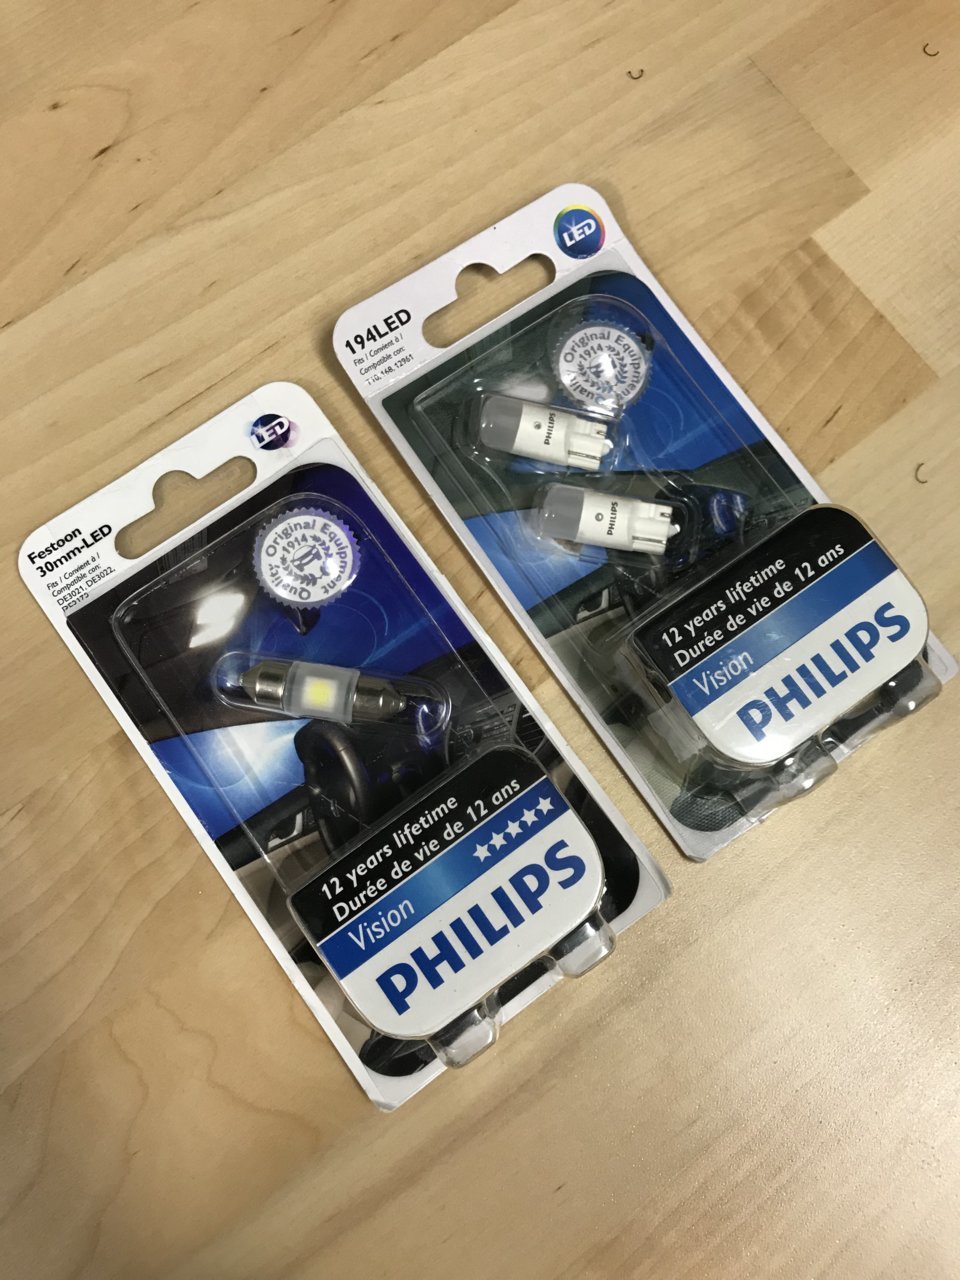 LED
Festoon
30mm-LED
Fits / Convient à /
Compatible con:
DE3021, DE3022,
Original Equipment
Quality
1914
12 years lifetime
Durée de vie de 12 ans
Vision
PHILIPS
LED
194LED
Fits / Convient à /
Compatible con:
T10, 168, 12961
Original Equipment
Quality
1914
PHILIPS
PHILIPS
12 years lifetime
Durée de vie de 12 ans
Vision
PHILIPS